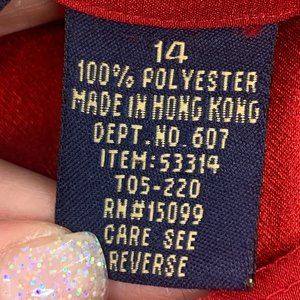 14
100% POLYESTER
MADE IN HONG KONG
DEPT. NO. 607
ITEM: 53314
T05-220
RN#15099
CARE SEE
REVERSE